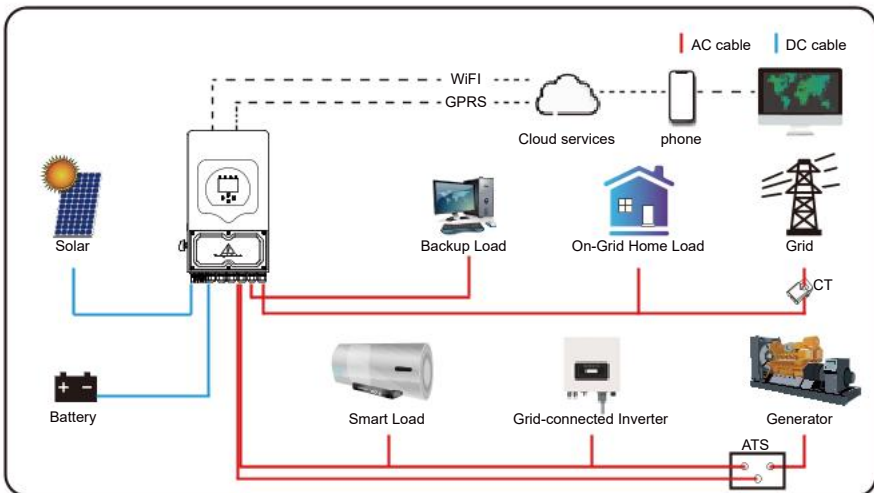 AC cable
DC cable
WiFI
GPRS
Cloud services
phone
Solar
Backup Load
On-Grid Home Load
Grid
CT
Battery
Smart Load
Grid-connected Inverter
Generator
ATS